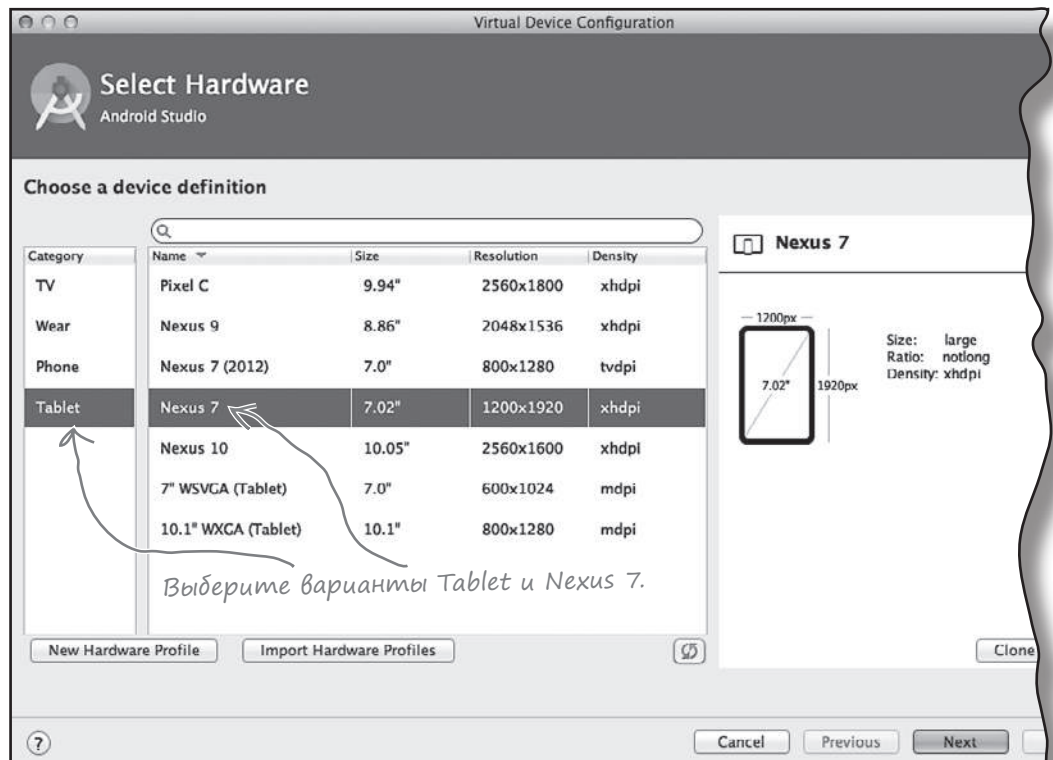 Virtual Device Configuration
Select Hardware
Android Studio
Choose a device definition
Category Name Size Resolution Density
TV
Wear
Phone
Tablet
Pixel C 9.94" 2560x1800 xhdpi
Nexus 9 8.86" 2048x1536 xhdpi
Nexus 7 (2012) 7.0" 800x1280 tvdpi
Nexus 7 7.02" 1200x1920 xhdpi
Nexus 10 10.05" 2560x1600 xhdpi
7" WSVGA (Tablet) 7.0" 600x1024 mdpi
10.1" WXGA (Tablet) 10.1" 800x1280 mdpi
Выберите варианты Tablet и Nexus 7.
Nexus 7
1200px
7.02"
1920px
Size: large
Ratio: notlong
Density: xhdpi
New Hardware Profile Import Hardware Profiles
Clone
? Cancel Previous Next